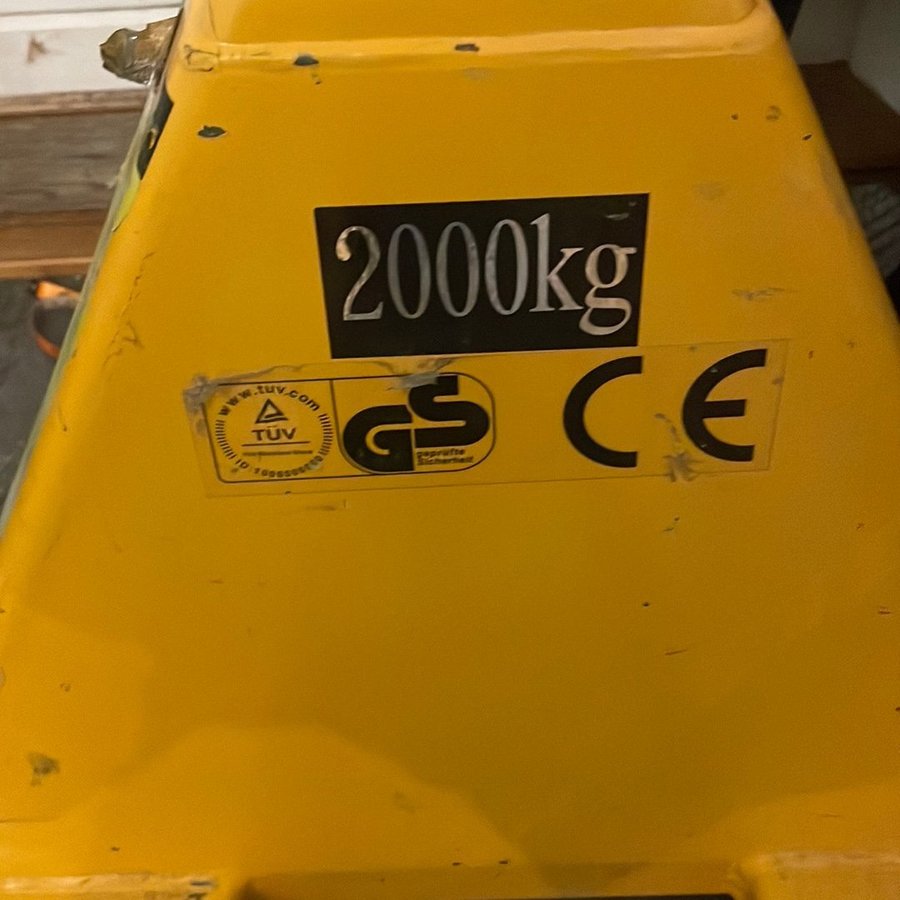 2000kg
www.tuv.com
TÜV
GS
geprüfte
Sicherheit
CE